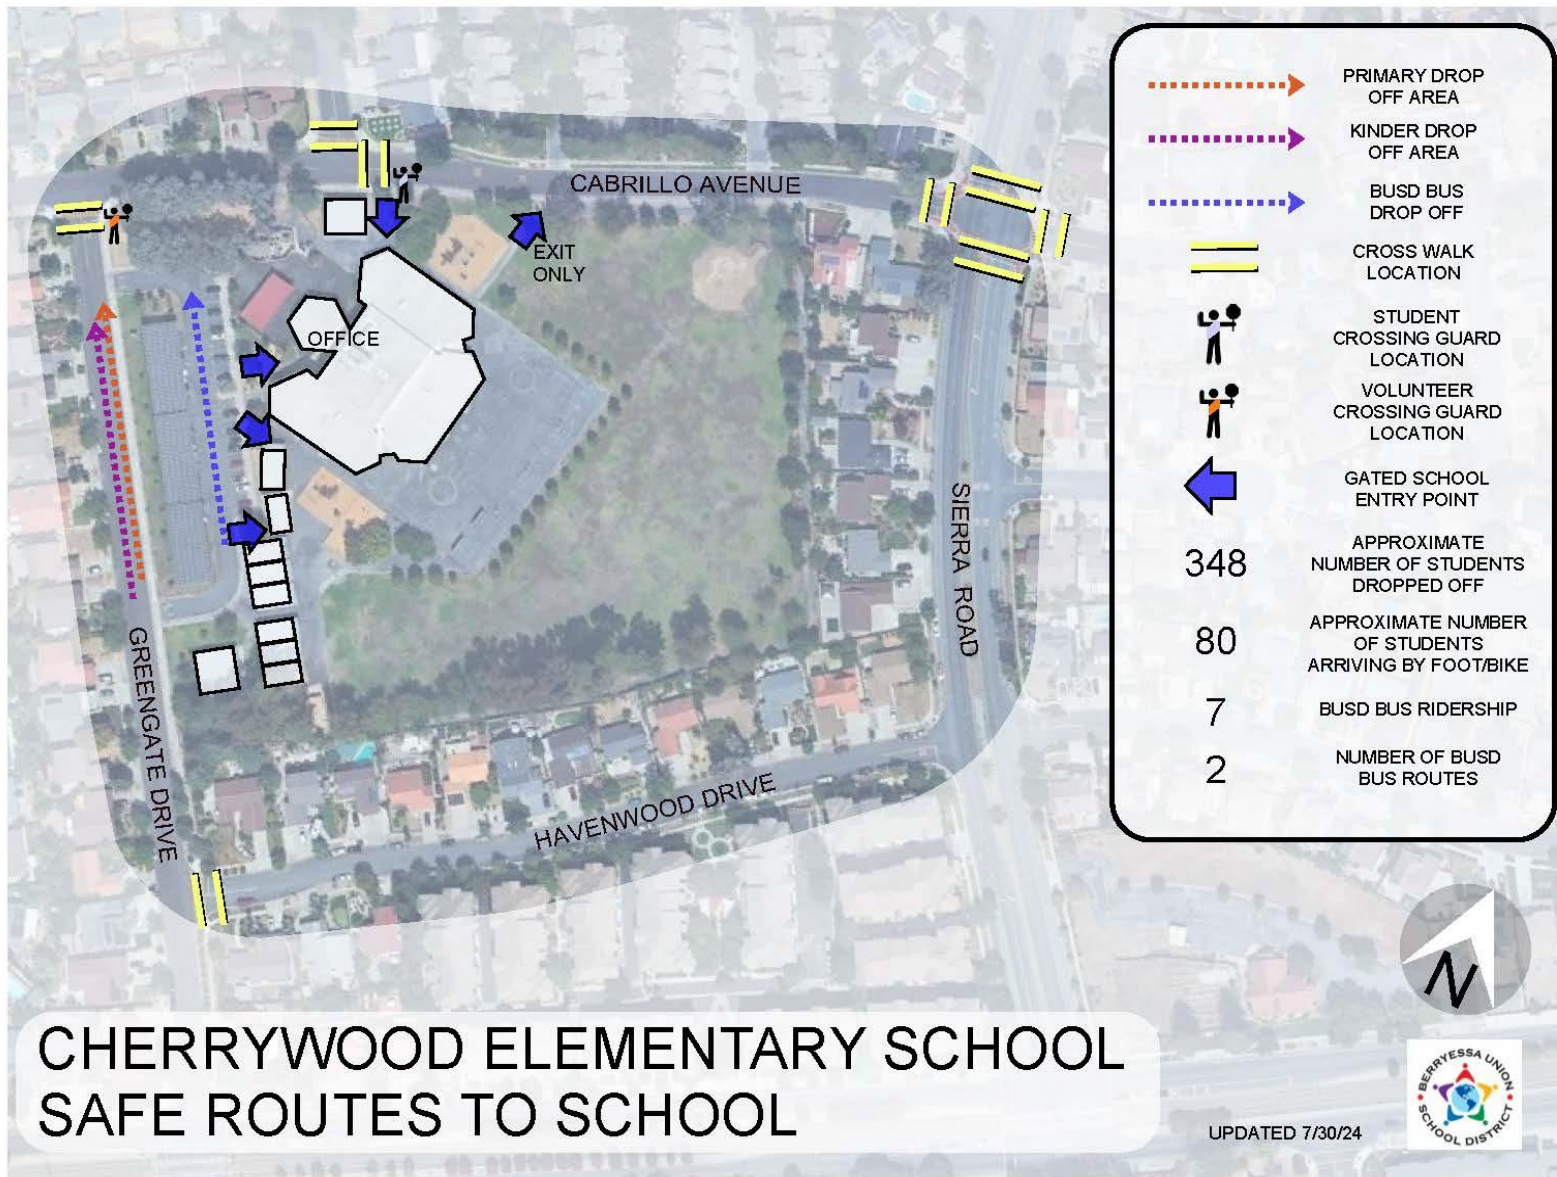 PRIMARY DROP
OFF AREA
KINDER DROP
OFF AREA
BUSD BUS
DROP OFF
CROSS WALK
LOCATION
STUDENT
CROSSING GUARD
LOCATION
VOLUNTEER
CROSSING GUARD
LOCATION
GATED SCHOOL
ENTRY POINT
348
APPROXIMATE
NUMBER OF STUDENTS
DROPPED OFF
80
APPROXIMATE NUMBER
OF STUDENTS
ARRIVING BY FOOT/BIKE
7
BUSD BUS RIDERSHIP
2
NUMBER OF BUSD
BUS ROUTES
CABRILLO AVENUE
EXIT
ONLY
OFFICE
SIERRA ROAD
GREENGATE DRIVE
HAVENWOOD DRIVE
N
CHERRYWOOD ELEMENTARY SCHOOL
SAFE ROUTES TO SCHOOL
UPDATED 7/30/24
BERRYESSA UNION
SCHOOL DISTRICT